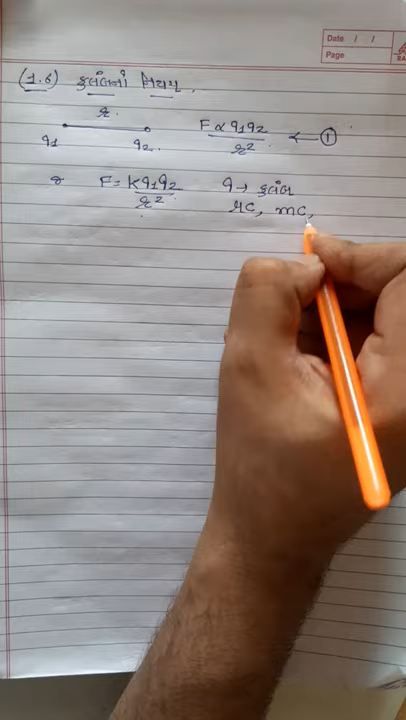 Date / /
Page
(1.6) કુલંબનો નિયમ.
r
q1 q2
F ∝ q1q2 / r² ←①
F = kq1q2 / r²
q → કુલંબ
μC, mC,